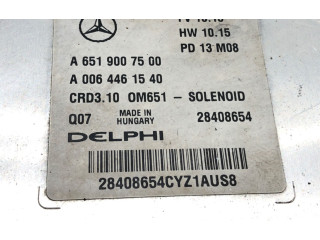 HW 10.15
PD 13 M08
A 651 900 75 00
A 006 446 15 40
CRD3.10 OM651 - SOLENOID
Q07 MADE IN HUNGARY 28408654
DELPHI
28408654CYZ1AUS8